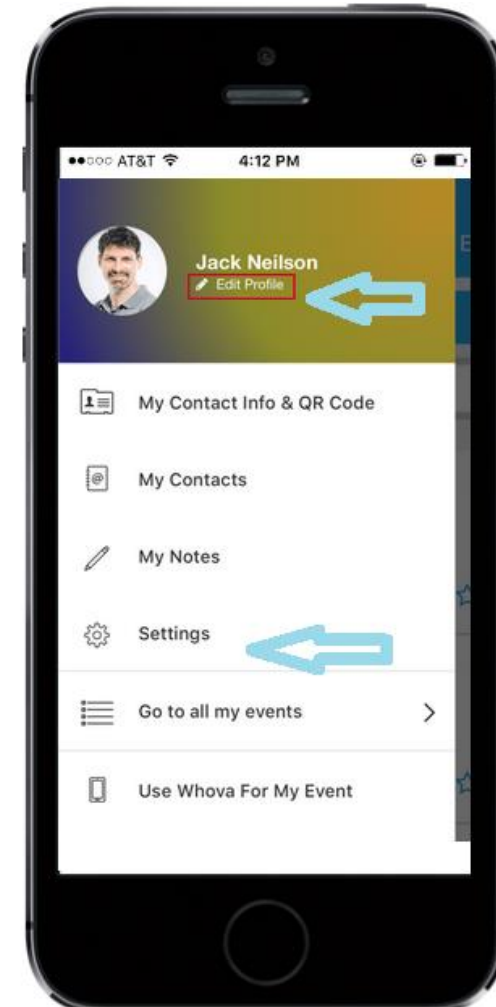 AT&T 4:12 PM
Jack Neilson
Edit Profile
E
My Contact Info & QR Code
@
My Contacts
My Notes
Settings
Go to all my events
Use Whova For My Event